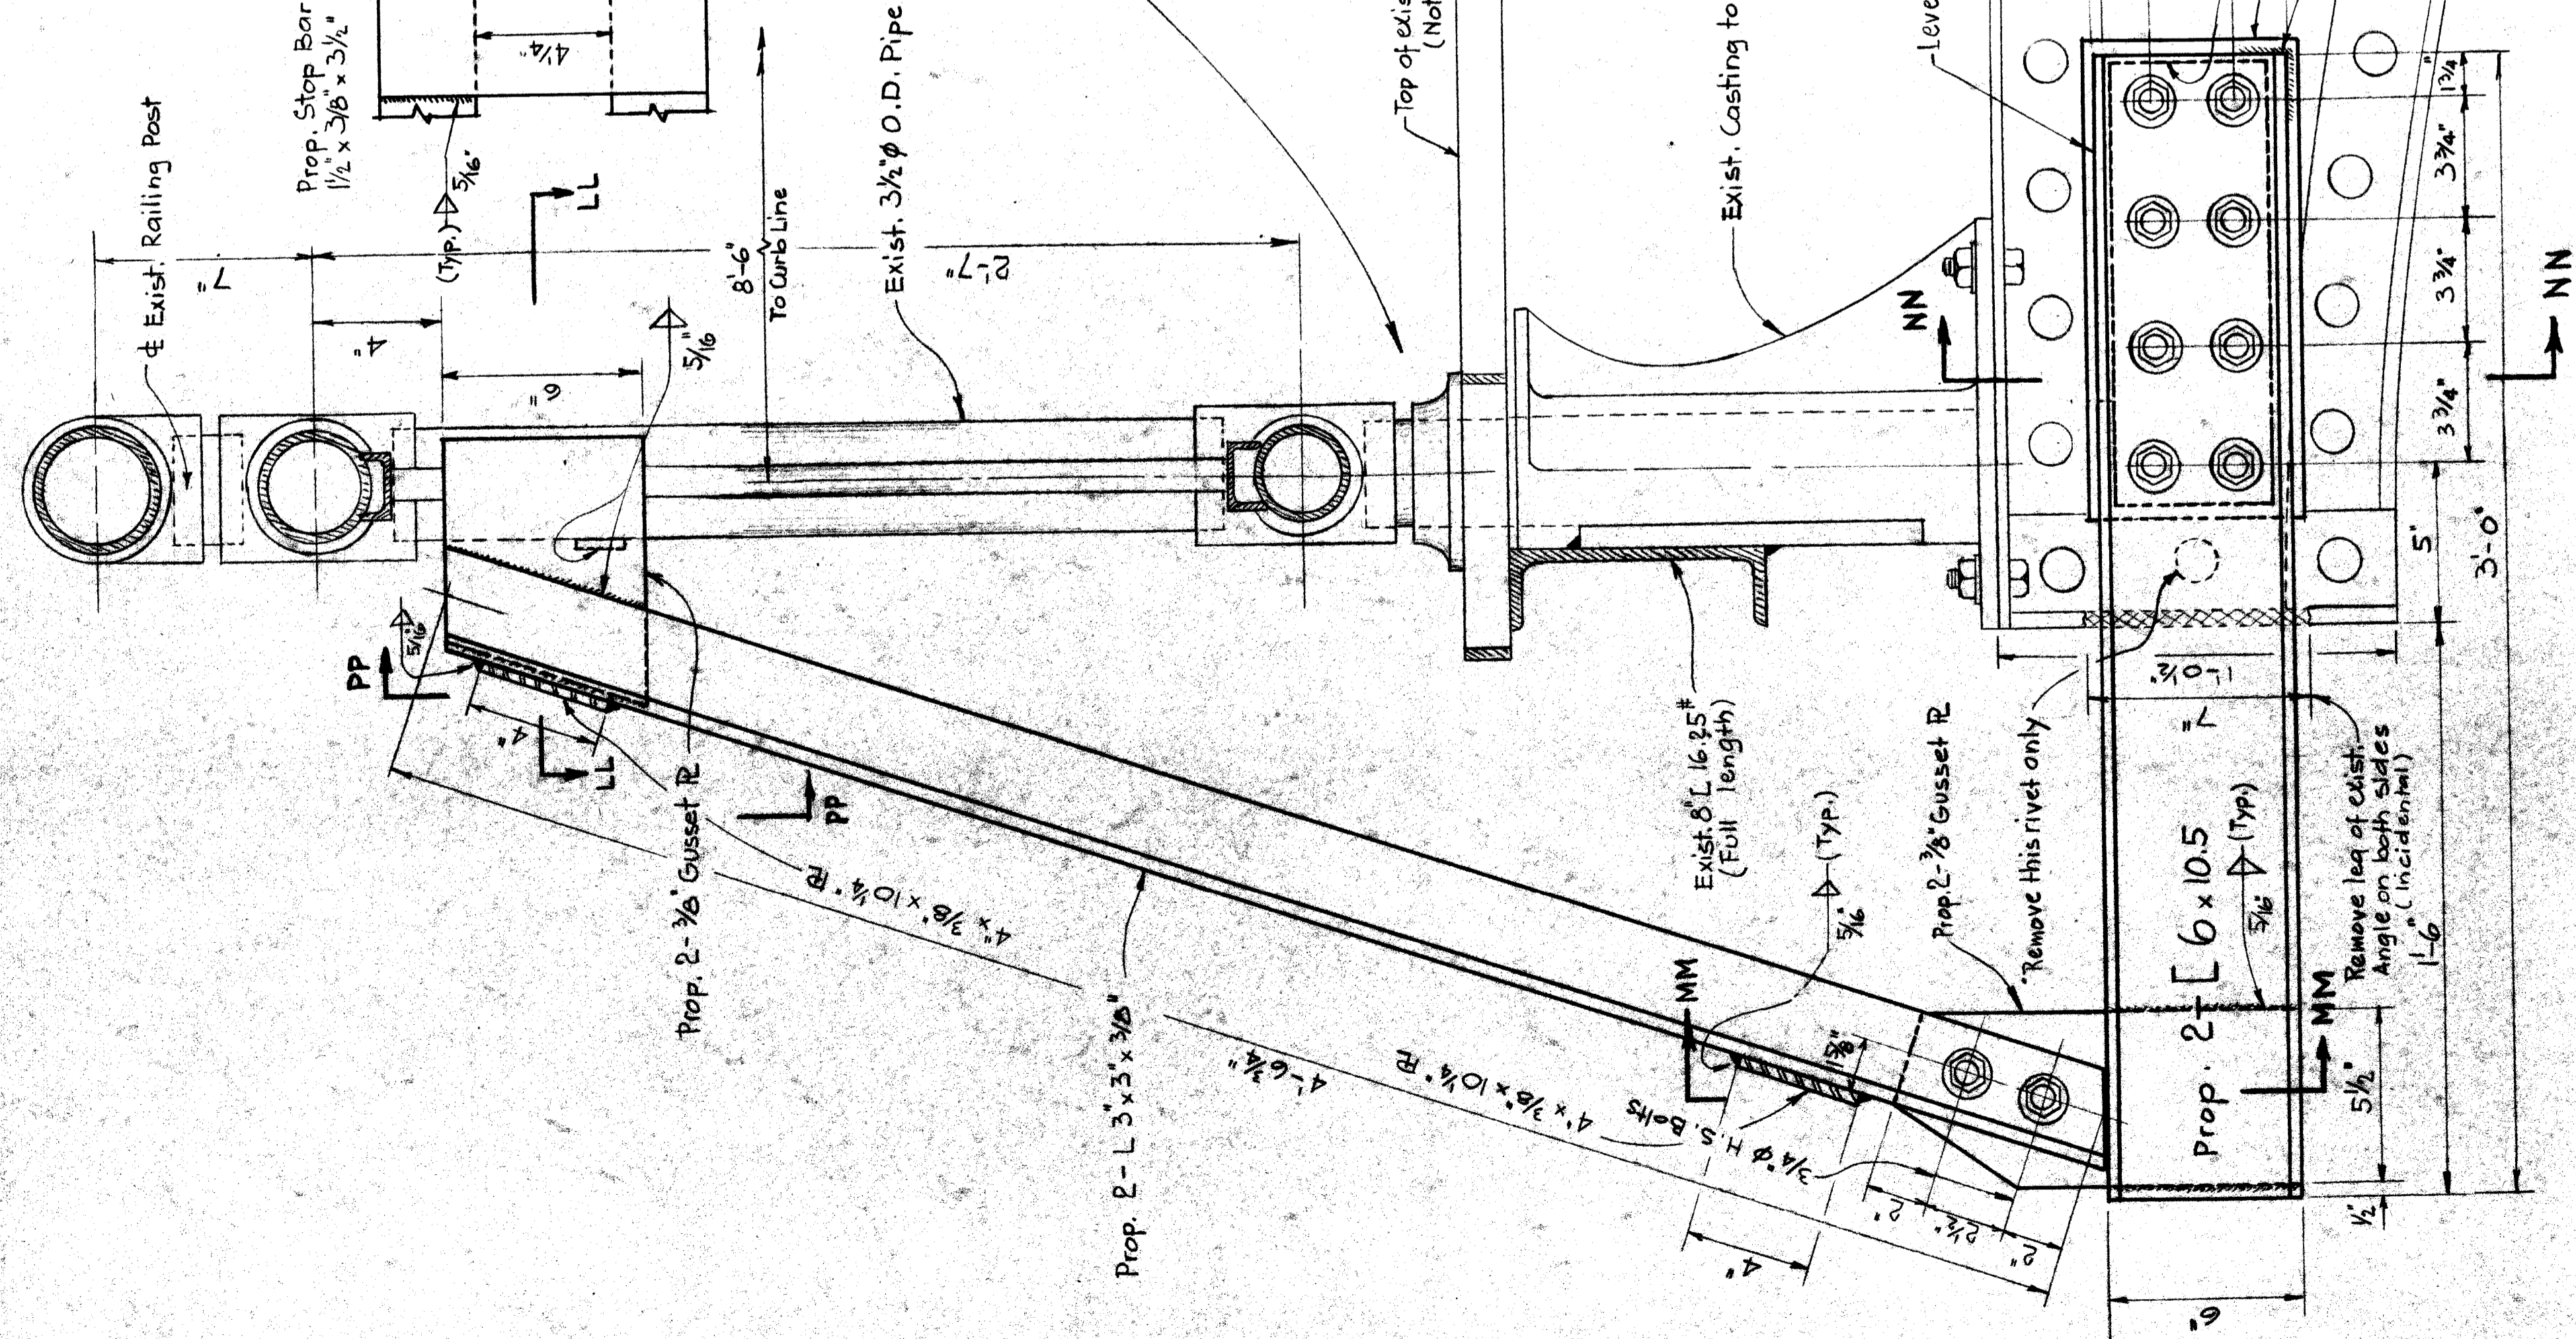 ℄ Exist. Railing Post
7"
Prop. Stop Bar
1½" x 3/8" x 3½"
4¼"
(Typ.) 5/16"
LL
4"
8'-6"
To Curb Line
2'-7"
Exist. 3½"φ O.D. Pipe
6"
5/16"
5/16"
PP
4"
LL
PP
Prop. 2-3/8" Gusset ℄
4" x 3/8" x 10¼" ℄
Prop. 2-L 3" x 3" x 3/8"
4'-6¾"
4" x 3/8" x 10¼" ℄
¾" φ H.S. Bolts
MM
1⅝"
5/16" (Typ.)
4"
2"
2½"
2"
Top of exis
(Not
Exist. Casting to
Leve
NN
Exist. 8"[ 16.25#
(Full length)
Prop. 2-3/8" Gusset ℄
Remove this rivet only
1'-0½"
7"
Prop. 2-[ 6 x 10.5
5/16" (Typ.)
Remove leg of exist.
Angle on both sides
(Incidental)
1'-6"
MM
5½"
½"
6"
1¾"
3¾"
3¾"
3¾"
5"
3'-0"
NN